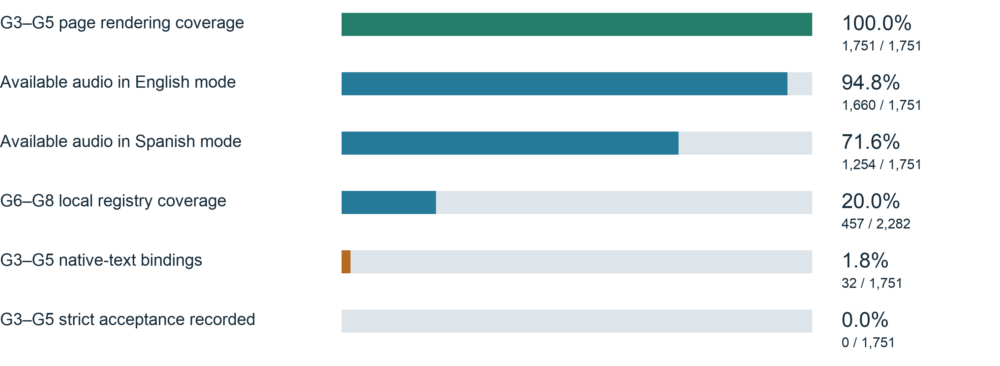 G3–G5 page rendering coverage
100.0%
1,751 / 1,751
Available audio in English mode
94.8%
1,660 / 1,751
Available audio in Spanish mode
71.6%
1,254 / 1,751
G6–G8 local registry coverage
20.0%
457 / 2,282
G3–G5 native-text bindings
1.8%
32 / 1,751
G3–G5 strict acceptance recorded
0.0%
0 / 1,751